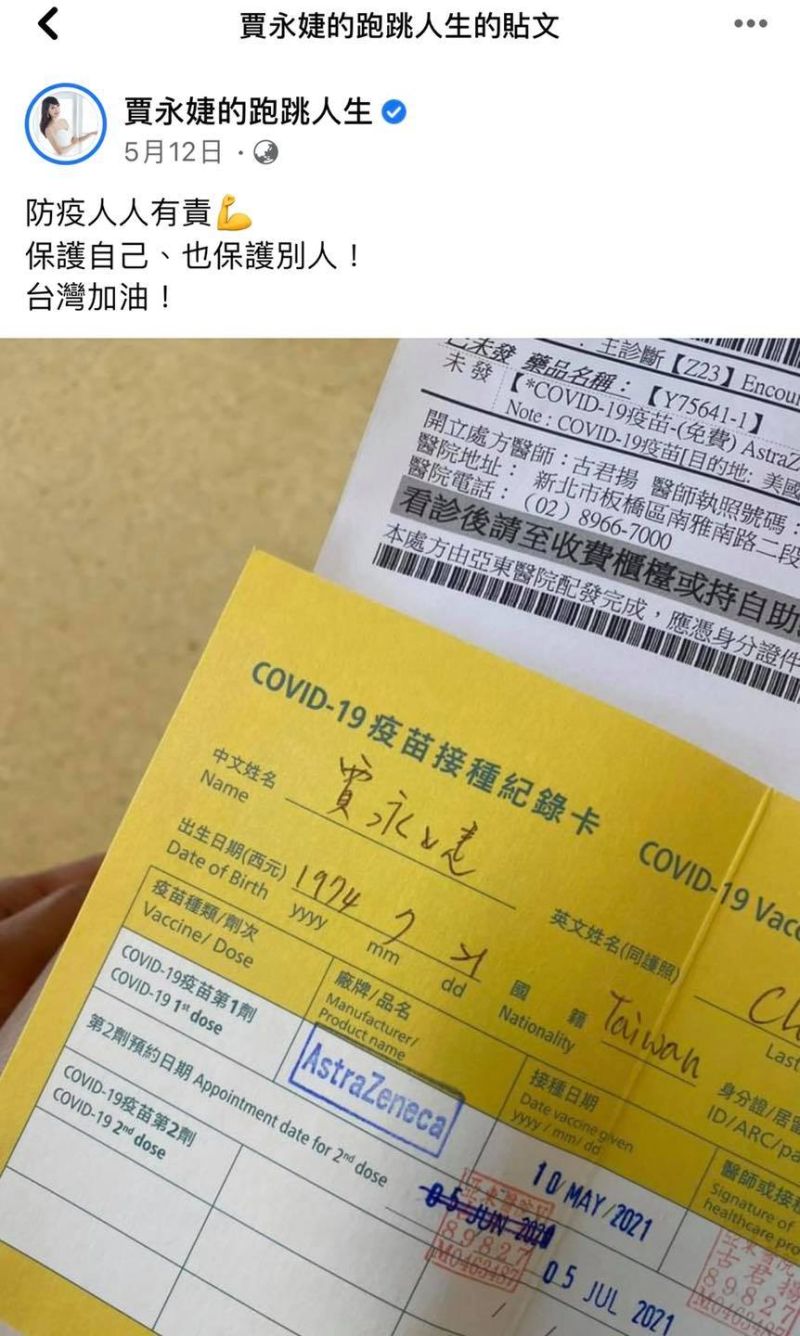 賈永婕的跑跳人生的貼文
賈永婕的跑跳人生
5月12日
防疫人人有責💪
保護自己、也保護別人！
台灣加油！
主診斷【Z23】Encoun
已未發 藥品名稱：【Y75641-1】
未發 【*COVID-19疫苗-(免費) AstraZ
Note : COVID-19疫苗[目的地: 美國
開立處方醫師：古君揚 醫師執照號碼：
醫院地址： 新北市板橋區南雅南路二段
醫院電話：（02）8966-7000
看診後請至收費櫃檯或持自助
本處方由亞東醫院配發完成，應憑身分證件
COVID-19疫苗接種紀錄卡
COVID-19 Vacc
中文姓名
Name
賈永婕
出生日期(西元)
Date of Birth
1974 7 21
yyyy mm dd
英文姓名(同護照)
Ch
Last
國籍
Nationality
Taiwan
身分證/居留
ID/ARC/pa
疫苗種類/劑次
Vaccine/ Dose
廠牌/品名
Manufacturer/
Product name
接種日期
Date vaccine given
yyyy / mm/ dd
醫師或接種
Signature of
healthcare pro
COVID-19疫苗第1劑
COVID-19 1st dose
AstraZeneca
10/MAY/2021
古君揚
89827
第2劑預約日期 Appointment date for 2nd dose
05 JUN 2021
89827
05 JUL 2021
COVID-19疫苗第2劑
COVID-19 2nd dose